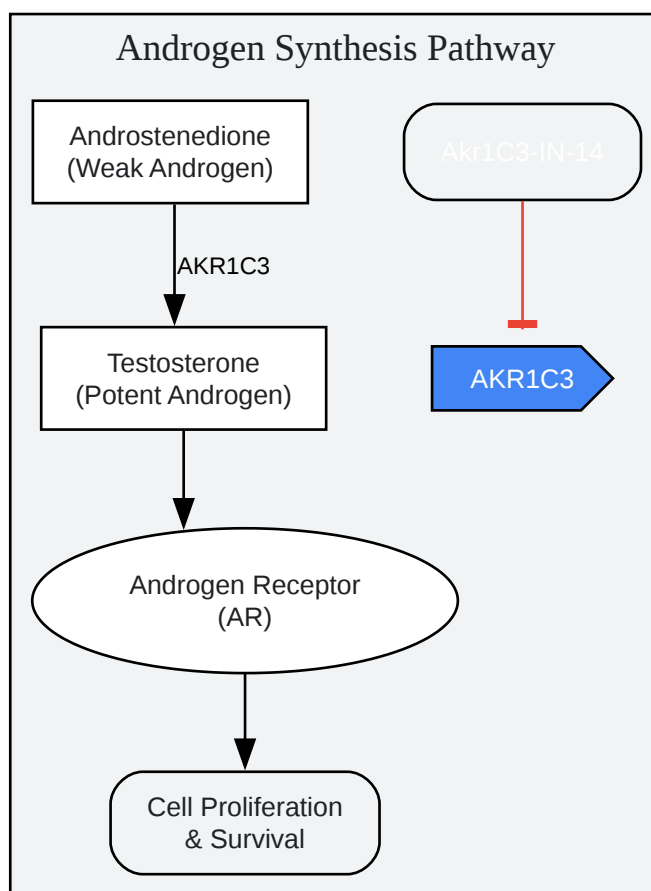 Androgen Synthesis Pathway
Androstenedione
(Weak Androgen)
Akr1C3-IN-14
AKR1C3
Testosterone
(Potent Androgen)
AKR1C3
Androgen Receptor
(AR)
Cell Proliferation
& Survival